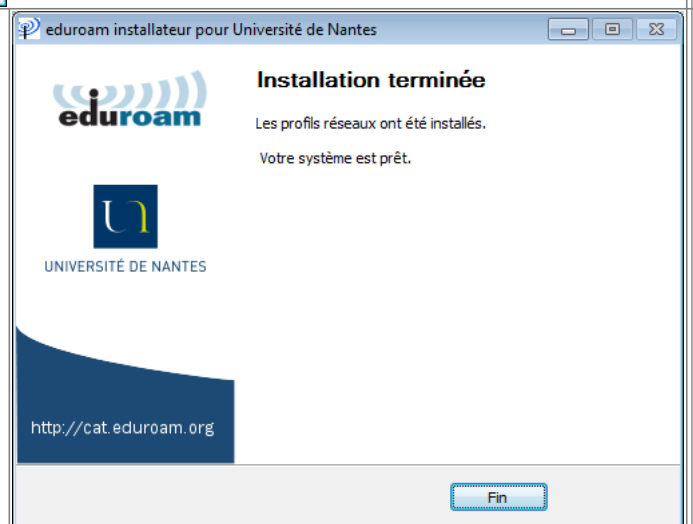 eduroam installateur pour Université de Nantes
eduroam
Installation terminée
Les profils réseaux ont été installés.
Votre système est prêt.
UNIVERSITÉ DE NANTES
http://cat.eduroam.org
Fin